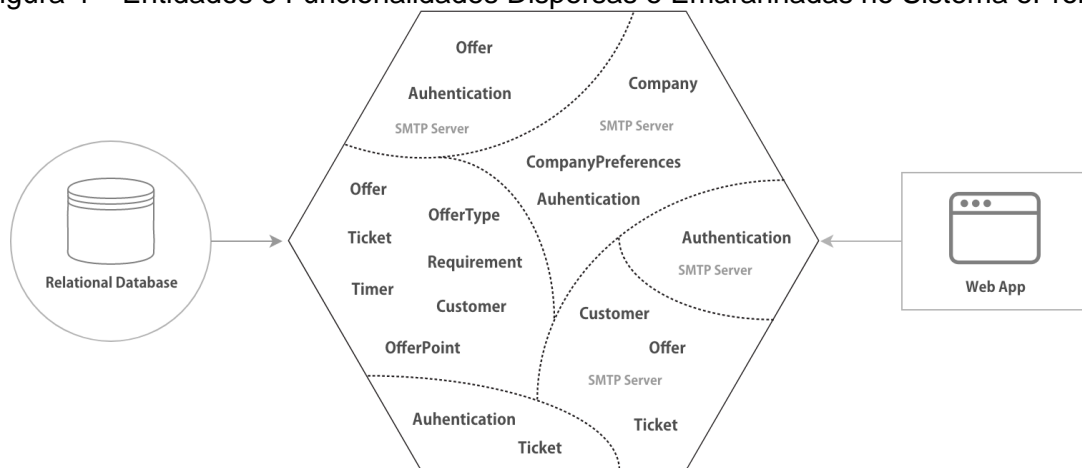 Entidades e Funcionalidades Dispersas e Emaranhadas no Sistema
Offer
Auhentication
SMTP Server
Company
SMTP Server
CompanyPreferences
Auhentication
Offer
OfferType
Ticket
Requirement
Timer
Customer
OfferPoint
Authentication
SMTP Server
Customer
Offer
SMTP Server
Ticket
Auhentication
Ticket
Relational Database
Web App